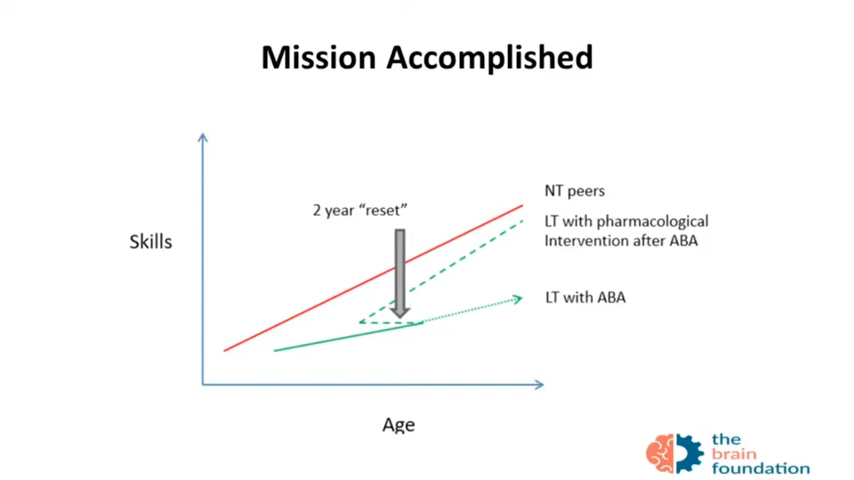 Mission Accomplished
2 year “reset”
NT peers
LT with pharmacological
Intervention after ABA
Skills
LT with ABA
Age
the
brain
foundation